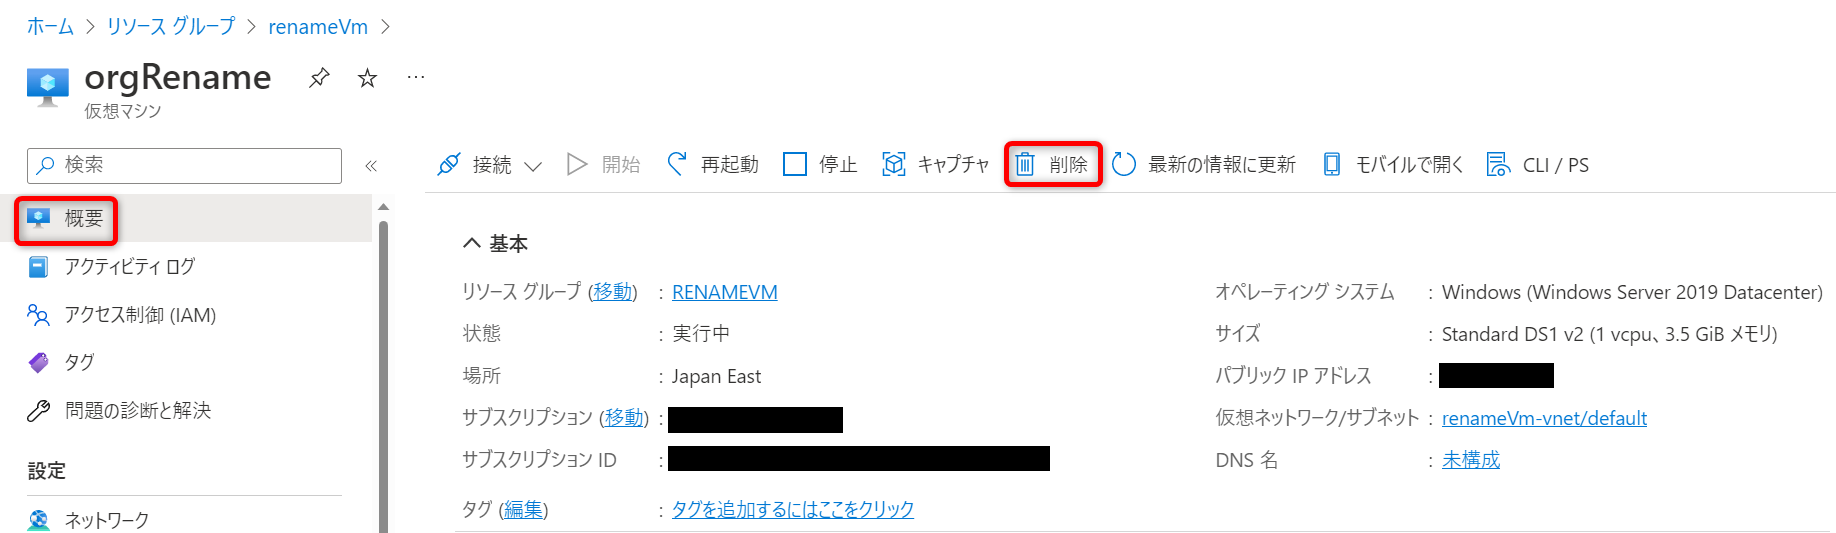 ホーム > リソース グループ > renameVm >
orgRename
仮想マシン
検索
概要
アクティビティ ログ
アクセス制御 (IAM)
タグ
問題の診断と解決
設定
ネットワーク
接続 開始 再起動 停止 キャプチャ 削除 最新の情報に更新 モバイルで開く CLI / PS
基本
リソース グループ (移動) : RENAMEVM
状態 : 実行中
場所 : Japan East
サブスクリプション (移動) :
サブスクリプション ID :
タグ (編集) : タグを追加するにはここをクリック
オペレーティング システム : Windows (Windows Server 2019 Datacenter)
サイズ : Standard DS1 v2 (1 vcpu、3.5 GiB メモリ)
パブリック IP アドレス :
仮想ネットワーク/サブネット : renameVm-vnet/default
DNS 名 : 未構成